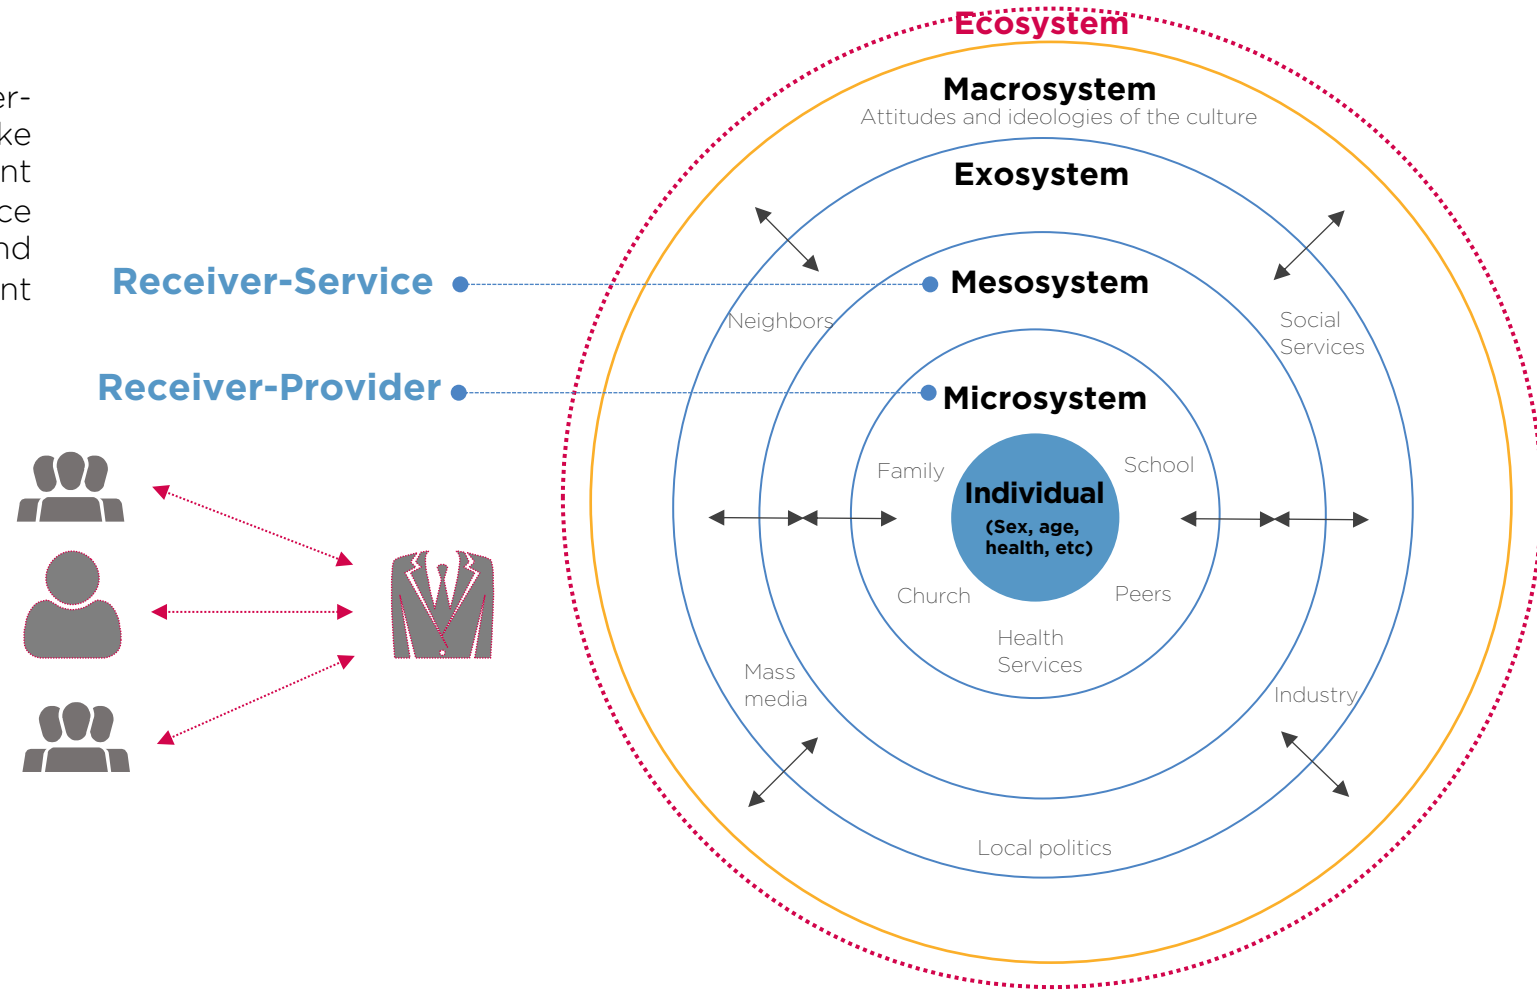 er-
ke
nt
ce
nd
nt
Receiver-Service
Receiver-Provider
Ecosystem
Macrosystem
Attitudes and ideologies of the culture
Exosystem
Mesosystem
Neighbors
Social
Services
Microsystem
Family
School
Individual
(Sex, age,
health, etc)
Church
Peers
Health
Services
Mass
media
Industry
Local politics